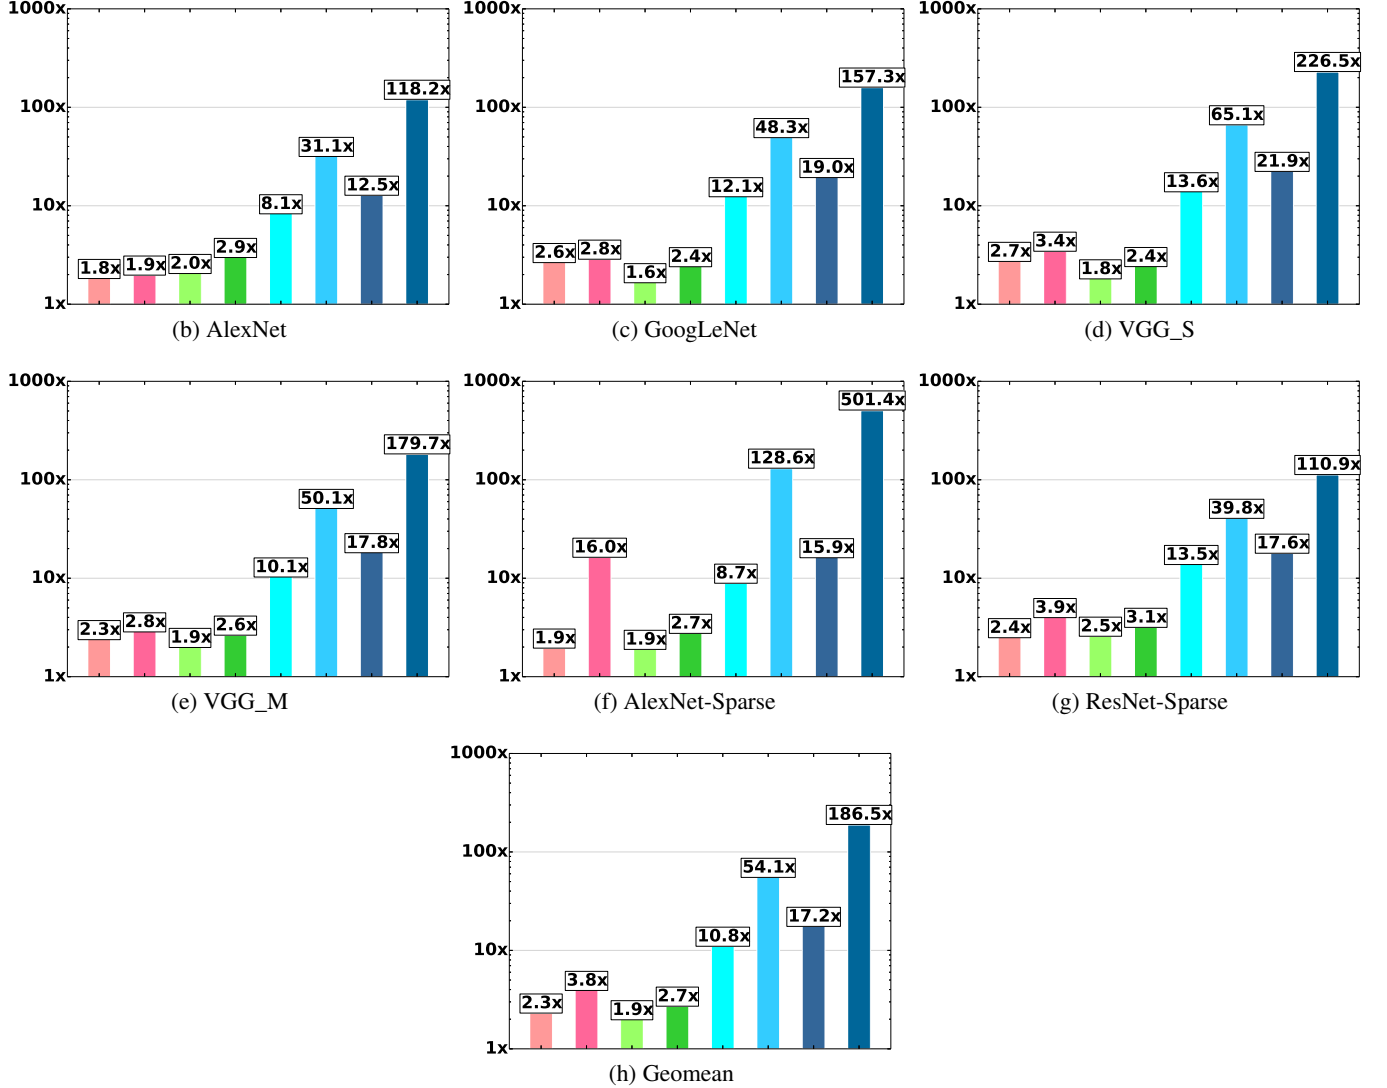 1000x
100x
10x
1x
1.8x
1.9x
2.0x
2.9x
8.1x
31.1x
12.5x
118.2x
(b) AlexNet
1000x
100x
10x
1x
2.6x
2.8x
1.6x
2.4x
12.1x
48.3x
19.0x
157.3x
(c) GoogLeNet
1000x
100x
10x
1x
2.7x
3.4x
1.8x
2.4x
13.6x
65.1x
21.9x
226.5x
(d) VGG_S
1000x
100x
10x
1x
2.3x
2.8x
1.9x
2.6x
10.1x
50.1x
17.8x
179.7x
(e) VGG_M
1000x
100x
10x
1x
1.9x
16.0x
1.9x
2.7x
8.7x
128.6x
15.9x
501.4x
(f) AlexNet-Sparse
1000x
100x
10x
1x
2.4x
3.9x
2.5x
3.1x
13.5x
39.8x
17.6x
110.9x
(g) ResNet-Sparse
1000x
100x
10x
1x
2.3x
3.8x
1.9x
2.7x
10.8x
54.1x
17.2x
186.5x
(h) Geomean